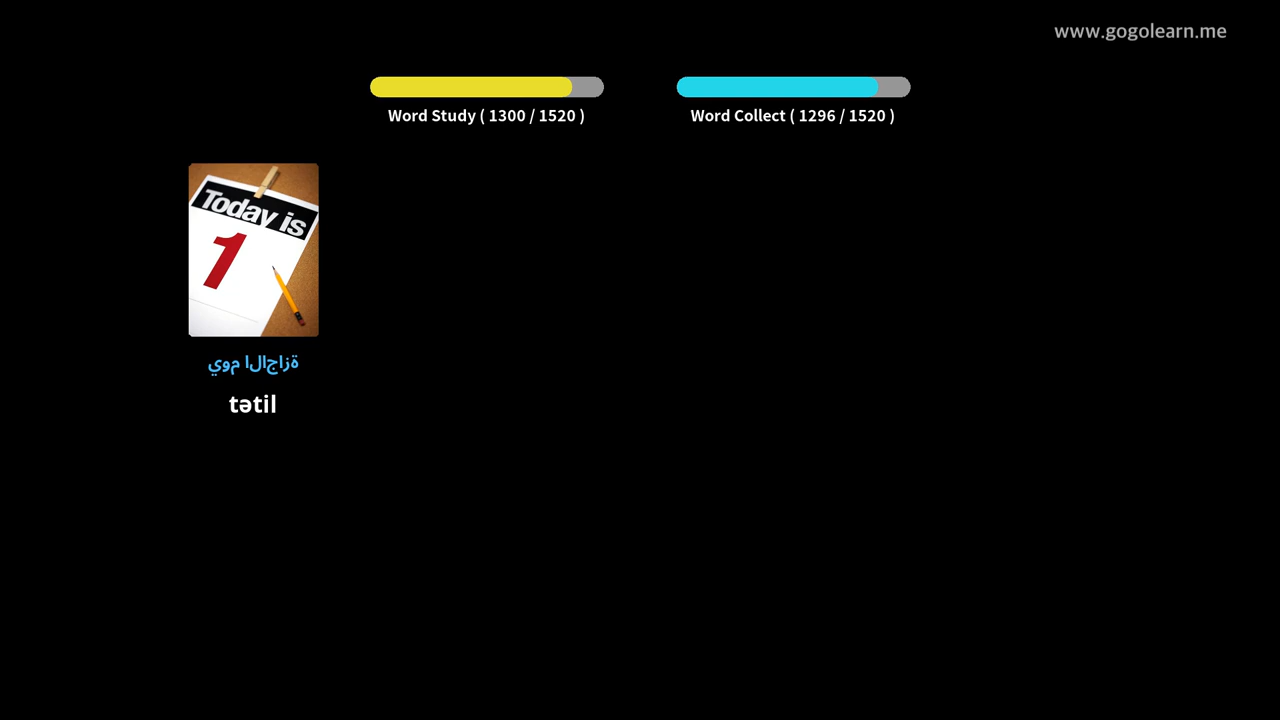 www.gogolearn.me
Word Study ( 1300 / 1520 )
Word Collect ( 1296 / 1520 )
Today is
1
يوم الاجازة
tətil